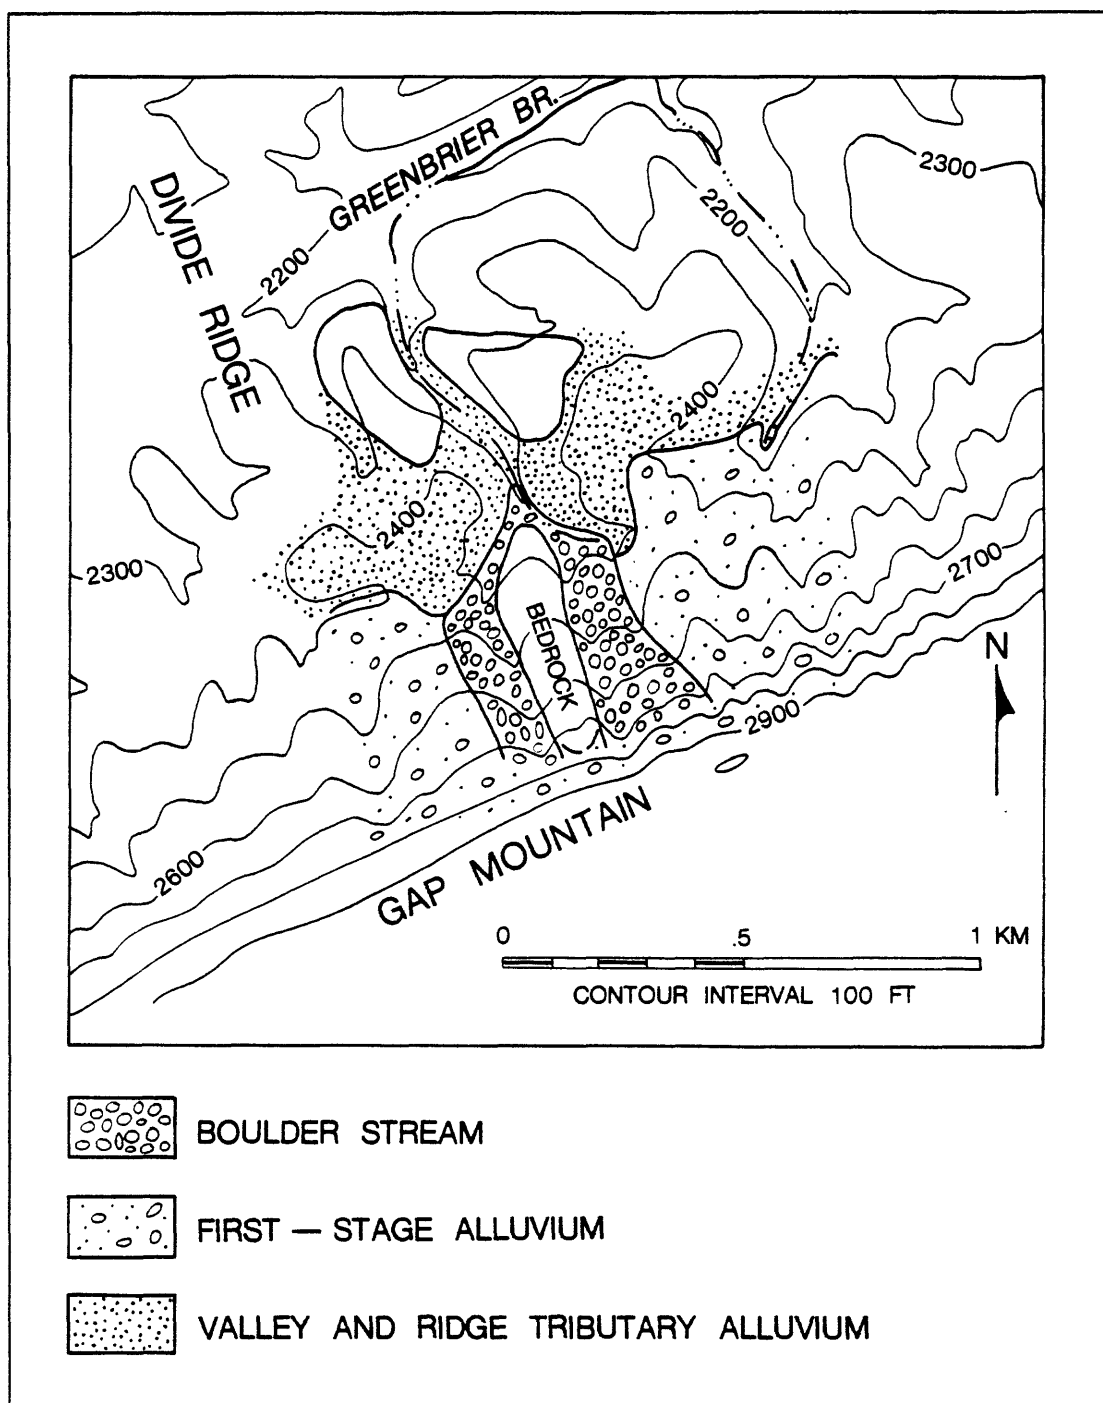 GREENBRIER BR.
2300
DIVIDE RIDGE
2200
2200
2400
2400
2300
2700
BEDROCK
N
2900
GAP MOUNTAIN
2600
0 .5 1 KM
CONTOUR INTERVAL 100 FT
BOULDER STREAM
FIRST — STAGE ALLUVIUM
VALLEY AND RIDGE TRIBUTARY ALLUVIUM